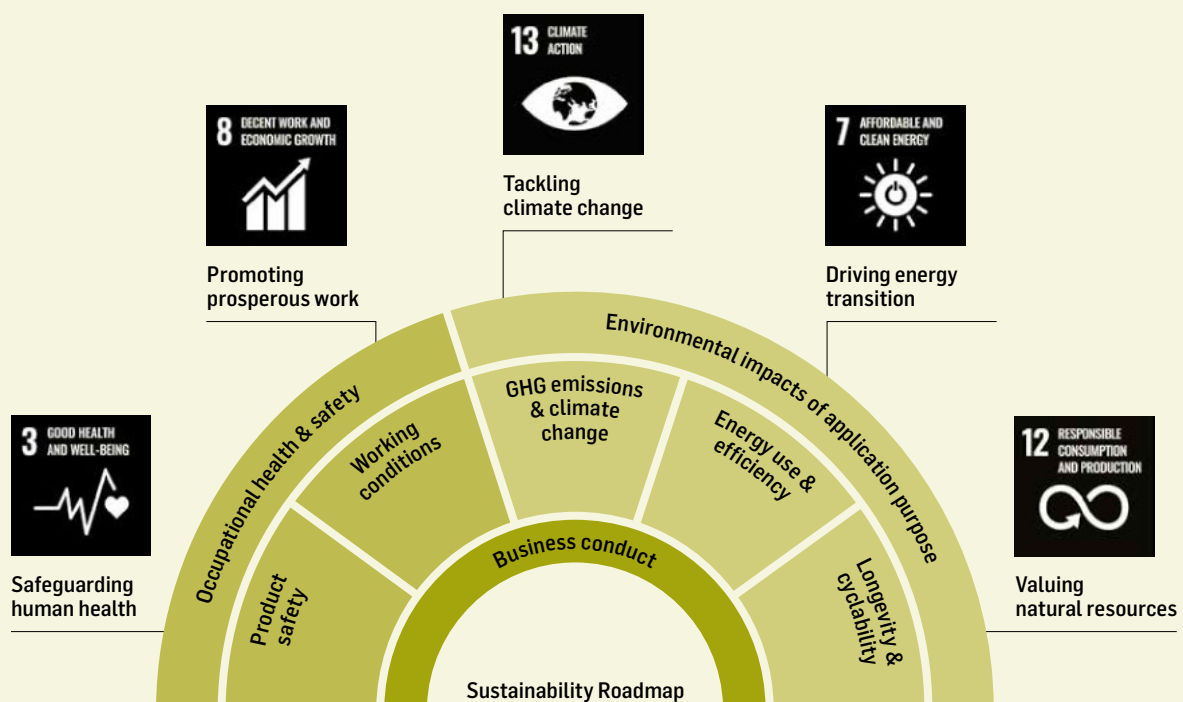 13 CLIMATE
ACTION
Tackling
climate change
8 DECENT WORK AND
ECONOMIC GROWTH
Promoting
prosperous work
7 AFFORDABLE AND
CLEAN ENERGY
Driving energy
transition
3 GOOD HEALTH
AND WELL-BEING
Safeguarding
human health
12 RESPONSIBLE
CONSUMPTION
AND PRODUCTION
Valuing
natural resources
Occupational health & safety
Environmental impacts of application purpose
Product
safety
Working
conditions
GHG emissions
& climate
change
Energy use &
efficiency
Longevity &
cyclability
Business conduct
Sustainability Roadmap